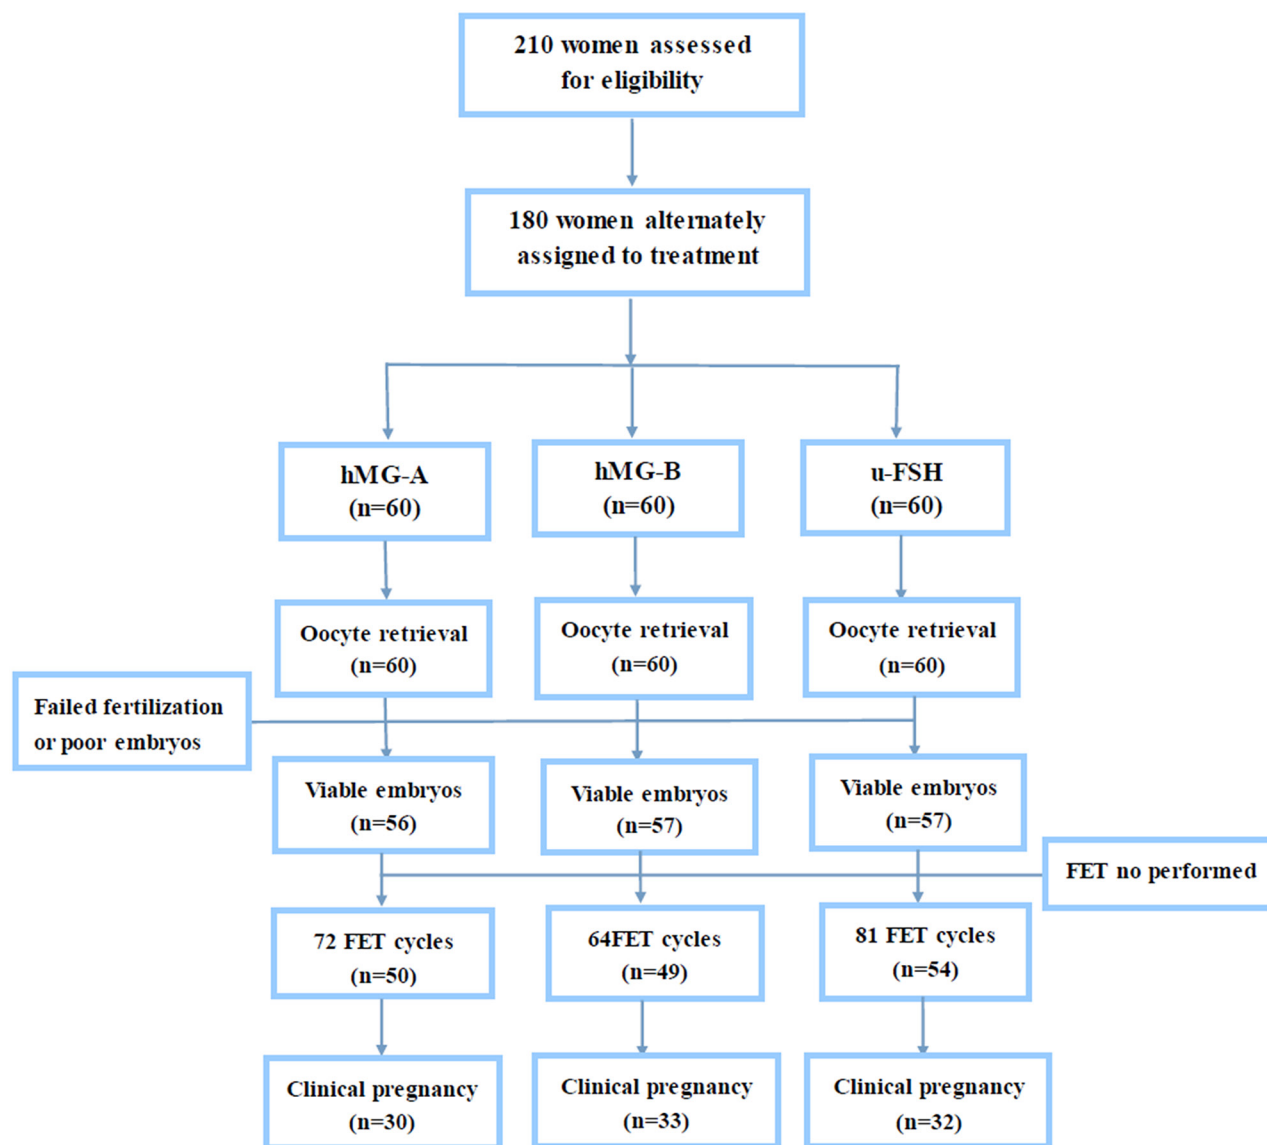 210 women assessed
for eligibility
180 women alternately
assigned to treatment
hMG-A
(n=60)
hMG-B
(n=60)
u-FSH
(n=60)
Oocyte retrieval
(n=60)
Oocyte retrieval
(n=60)
Oocyte retrieval
(n=60)
Failed fertilization
or poor embryos
Viable embryos
(n=56)
Viable embryos
(n=57)
Viable embryos
(n=57)
FET no performed
72 FET cycles
(n=50)
64FET cycles
(n=49)
81 FET cycles
(n=54)
Clinical pregnancy
(n=30)
Clinical pregnancy
(n=33)
Clinical pregnancy
(n=32)